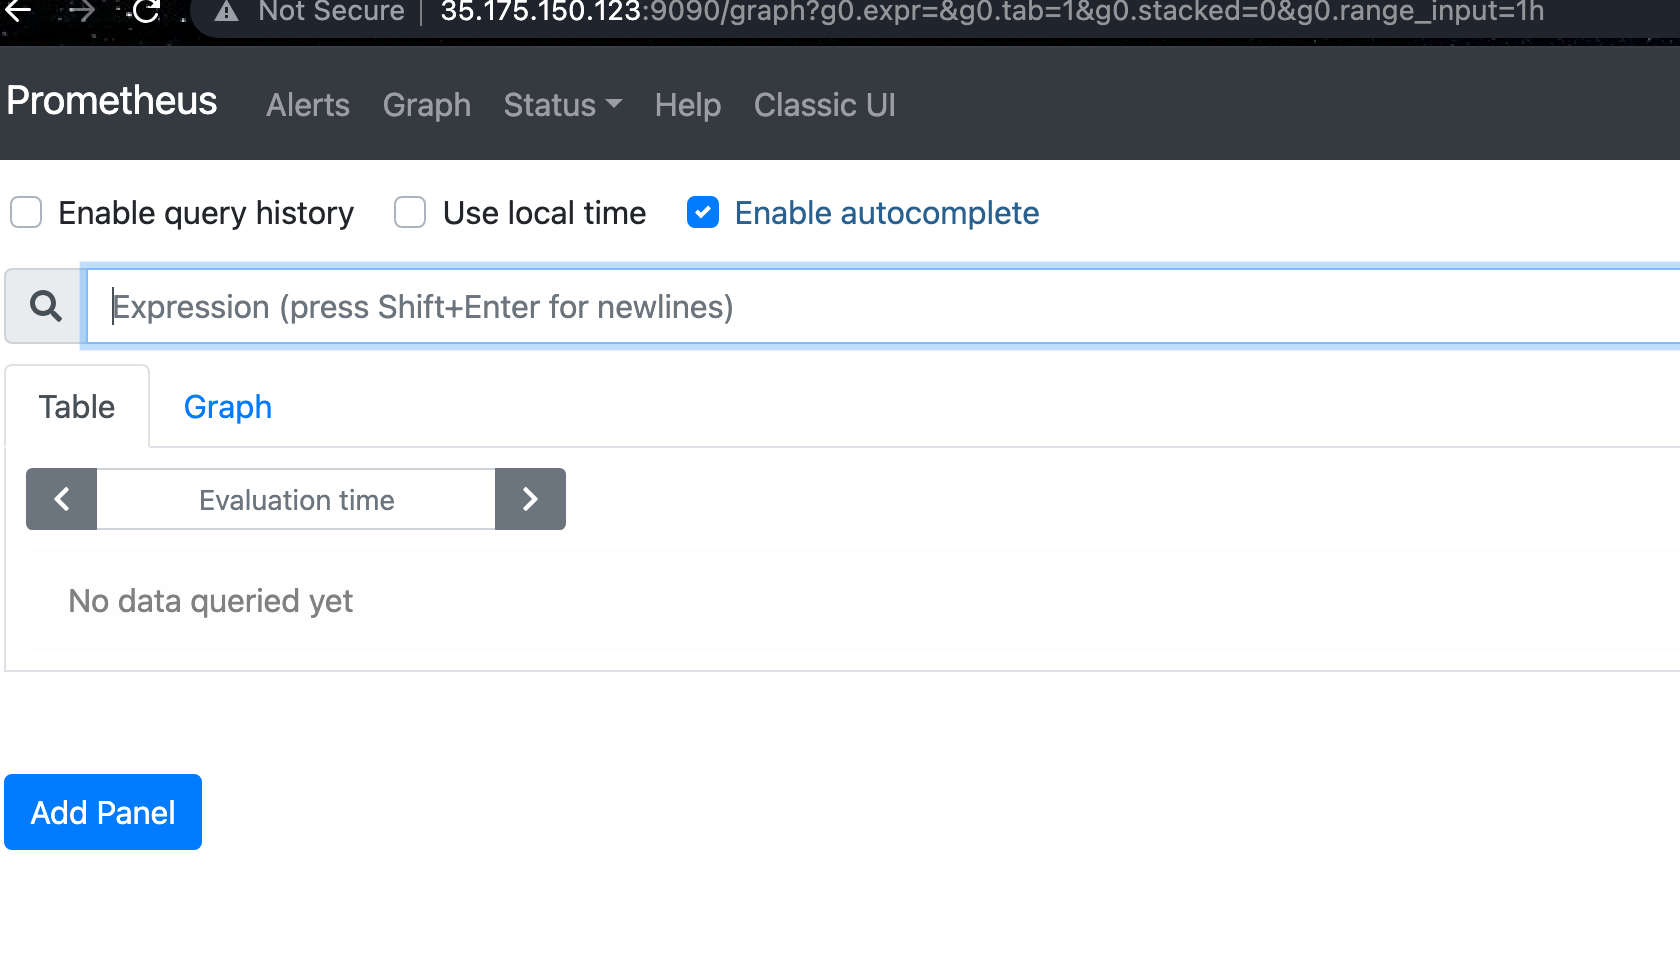 Not Secure | 35.175.150.123:9090/graph?g0.expr=&g0.tab=1&g0.stacked=0&g0.range_input=1h
Prometheus Alerts Graph Status Help Classic UI
Enable query history Use local time Enable autocomplete
Expression (press Shift+Enter for newlines)
Table Graph
Evaluation time
No data queried yet
Add Panel